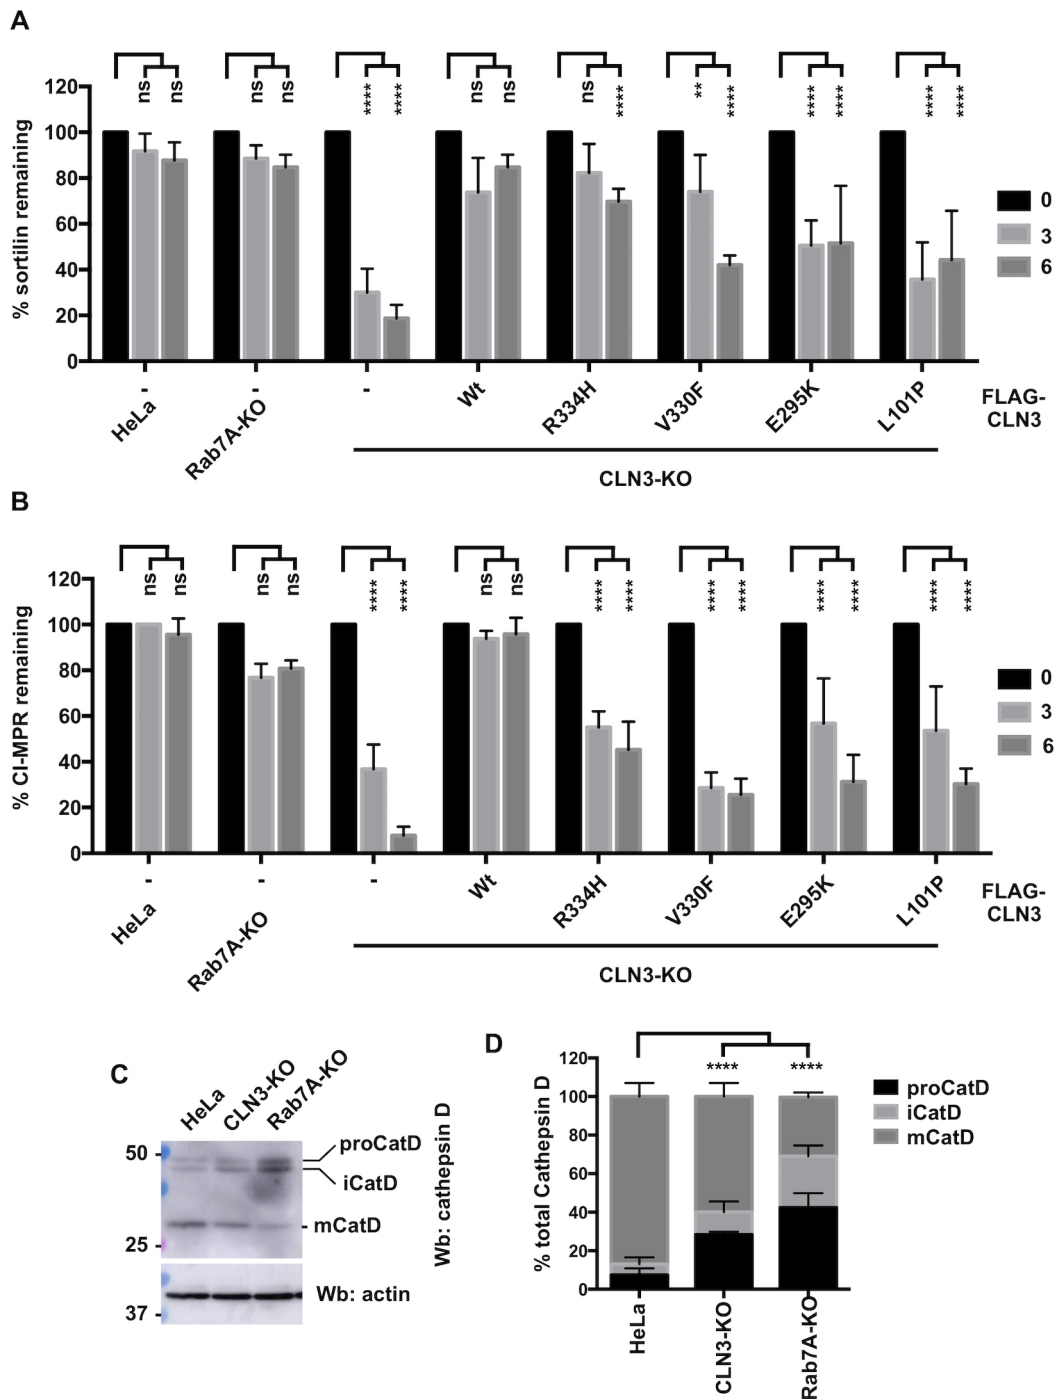 A
ns ns ns ns **** **** ns ns ns **** ** **** **** **** **** ****
% sortilin remaining
120
100
80
60
40
20
0
0
3
6
- - - Wt R334H V330F E295K L101P FLAG-
CLN3
HeLa Rab7A-KO
CLN3-KO
B
ns ns ns ns **** **** ns ns **** **** **** **** **** **** **** ****
% CI-MPR remaining
120
100
80
60
40
20
0
0
3
6
- - - Wt R334H V330F E295K L101P FLAG-
CLN3
HeLa Rab7A-KO
CLN3-KO
C
HeLa CLN3-KO Rab7A-KO
50 -
25 -
proCatD
iCatD
- mCatD
Wb: cathepsin D
37 -
Wb: actin
D
**** ****
% total Cathepsin D
120
100
80
60
40
20
0
HeLa CLN3-KO Rab7A-KO
proCatD
iCatD
mCatD